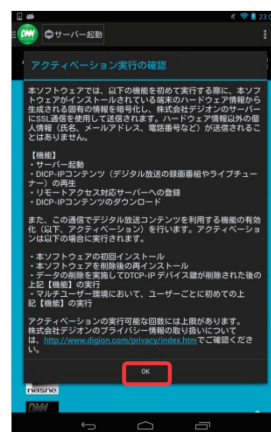 23:0
DMM
サーバー起動
アクティベーション実行の確認
本ソフトウェアでは、以下の機能を初めて実行する際に、本ソ
フトウェアがインストールされている端末のハードウェア情報から
生成される固有の情報を暗号化し、株式会社デジオンのサーバー
にSSL通信を使用して送信されます。ハードウェア情報以外の個
人情報（氏名、メールアドレス、電話番号など）が送信されるこ
とはありません。
【機能】
・サーバー起動
・DICP-IPコンテンツ（デジタル放送の録画番組やライブチュー
ナー）の再生
・リモートアクセス対応サーバーへの登録
・DICP-IPコンテンツのダウンロード
また、この通信でデジタル放送コンテンツを利用する機能の有効
化（以下、アクティベーション）を行います。アクティベーショ
ンは以下の場合に実行されます。
・本ソフトウェアの初回インストール
・本ソフトウェアを削除後の再インストール
・データの削除を実施してDTCP-IP デバイス鍵が削除された後の
上記【機能】の実行
・マルチユーザー環境において、ユーザーごとに初めての上
記【機能】の実行
アクティベーションの実行可能な回数には上限があります。
株式会社デジオンのプライバシー情報の取り扱いについて
は、http://www.digion.com/privacy/index.htmでご確認くださ
い。
OK
nasne